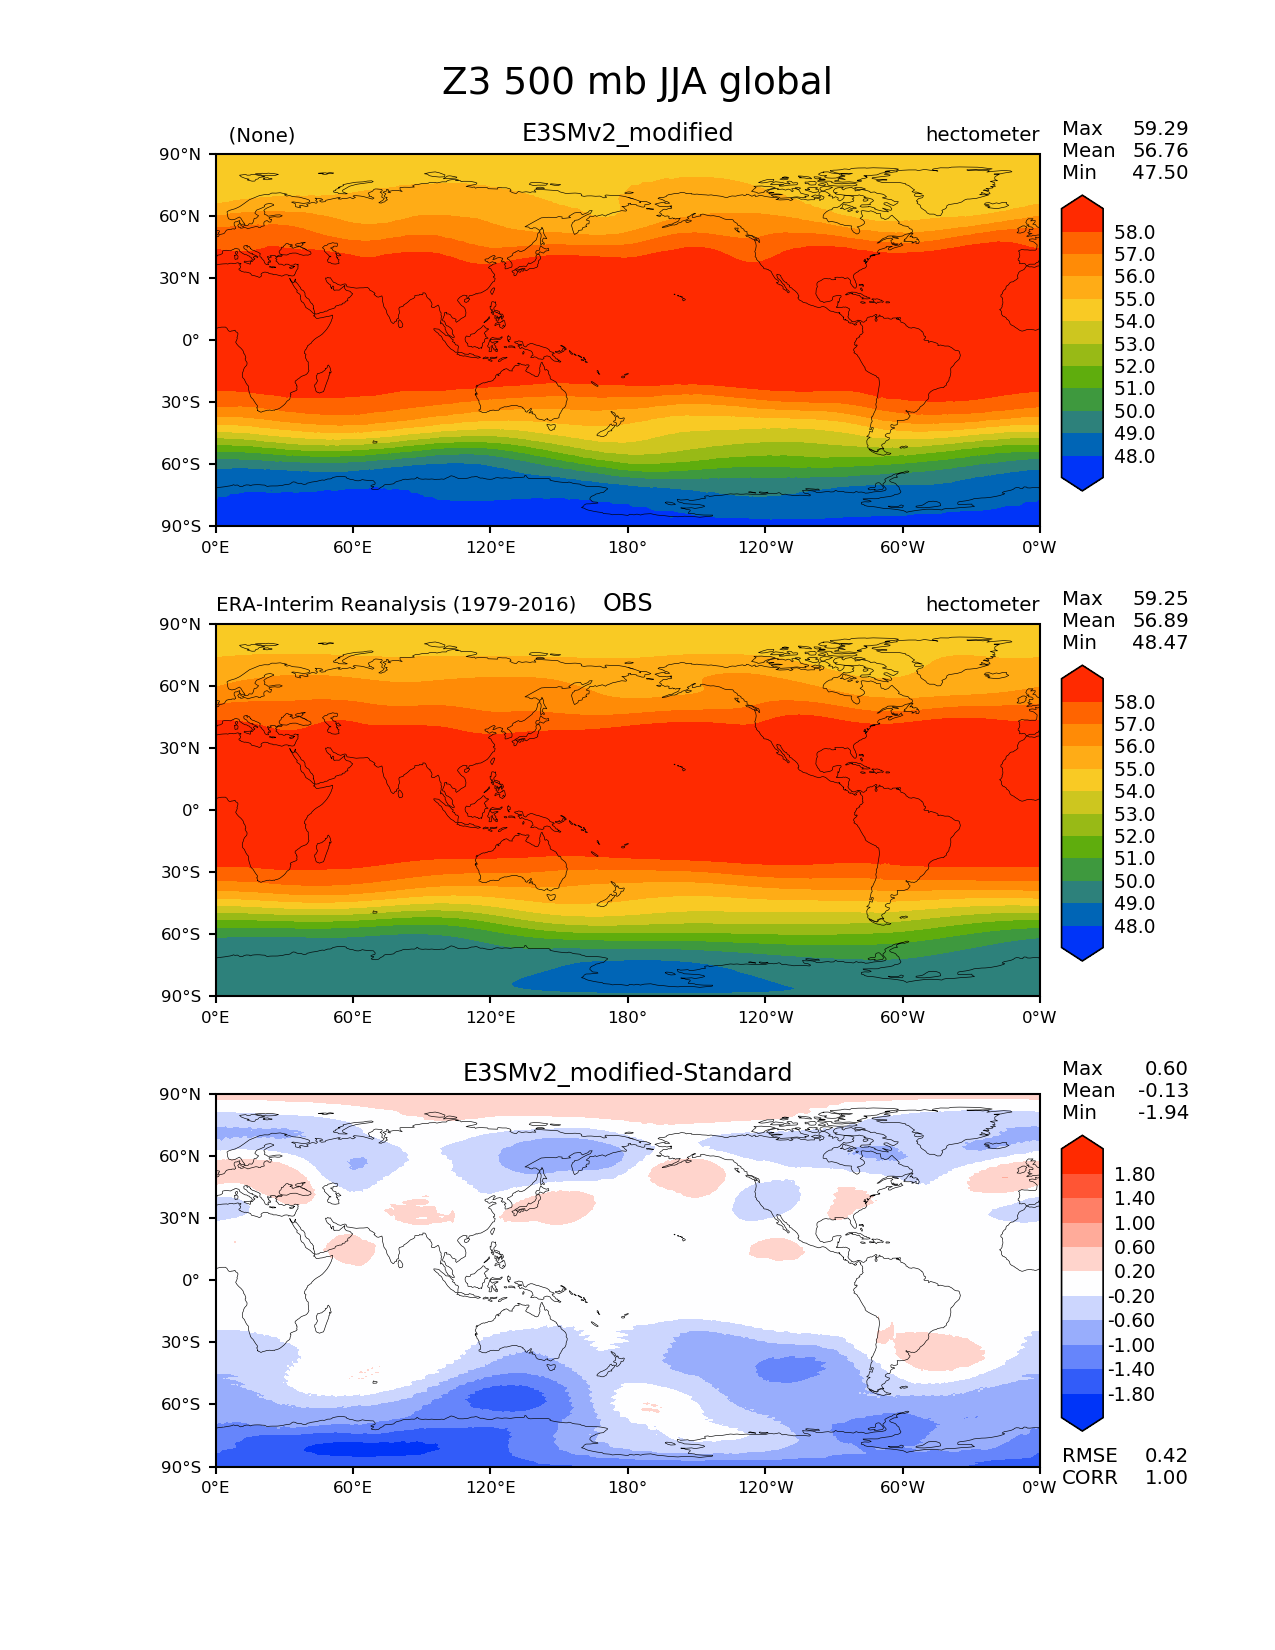 Z3 500 mb JJA global
(None) E3SMv2_modified hectometer
Max 59.29
Mean 56.76
Min 47.50
90°N
60°N
30°N
0°
30°S
60°S
90°S
0°E 60°E 120°E 180° 120°W 60°W 0°W
58.0
57.0
56.0
55.0
54.0
53.0
52.0
51.0
50.0
49.0
48.0
ERA-Interim Reanalysis (1979-2016) OBS hectometer
Max 59.25
Mean 56.89
Min 48.47
90°N
60°N
30°N
0°
30°S
60°S
90°S
0°E 60°E 120°E 180° 120°W 60°W 0°W
58.0
57.0
56.0
55.0
54.0
53.0
52.0
51.0
50.0
49.0
48.0
E3SMv2_modified-Standard
Max 0.60
Mean -0.13
Min -1.94
90°N
60°N
30°N
0°
30°S
60°S
90°S
0°E 60°E 120°E 180° 120°W 60°W 0°W
1.80
1.40
1.00
0.60
0.20
-0.20
-0.60
-1.00
-1.40
-1.80
RMSE 0.42
CORR 1.00